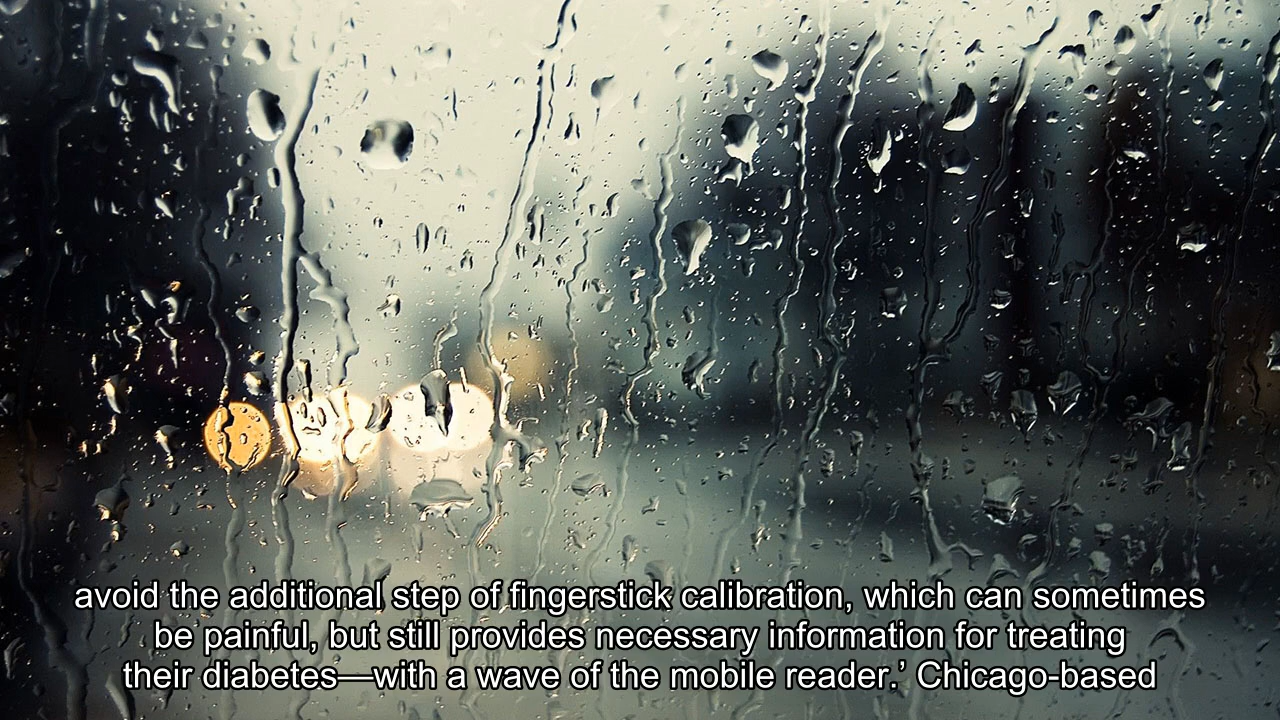 avoid the additional step of fingerstick calibration, which can sometimes
be painful, but still provides necessary information for treating
their diabetes—with a wave of the mobile reader.’ Chicago-based